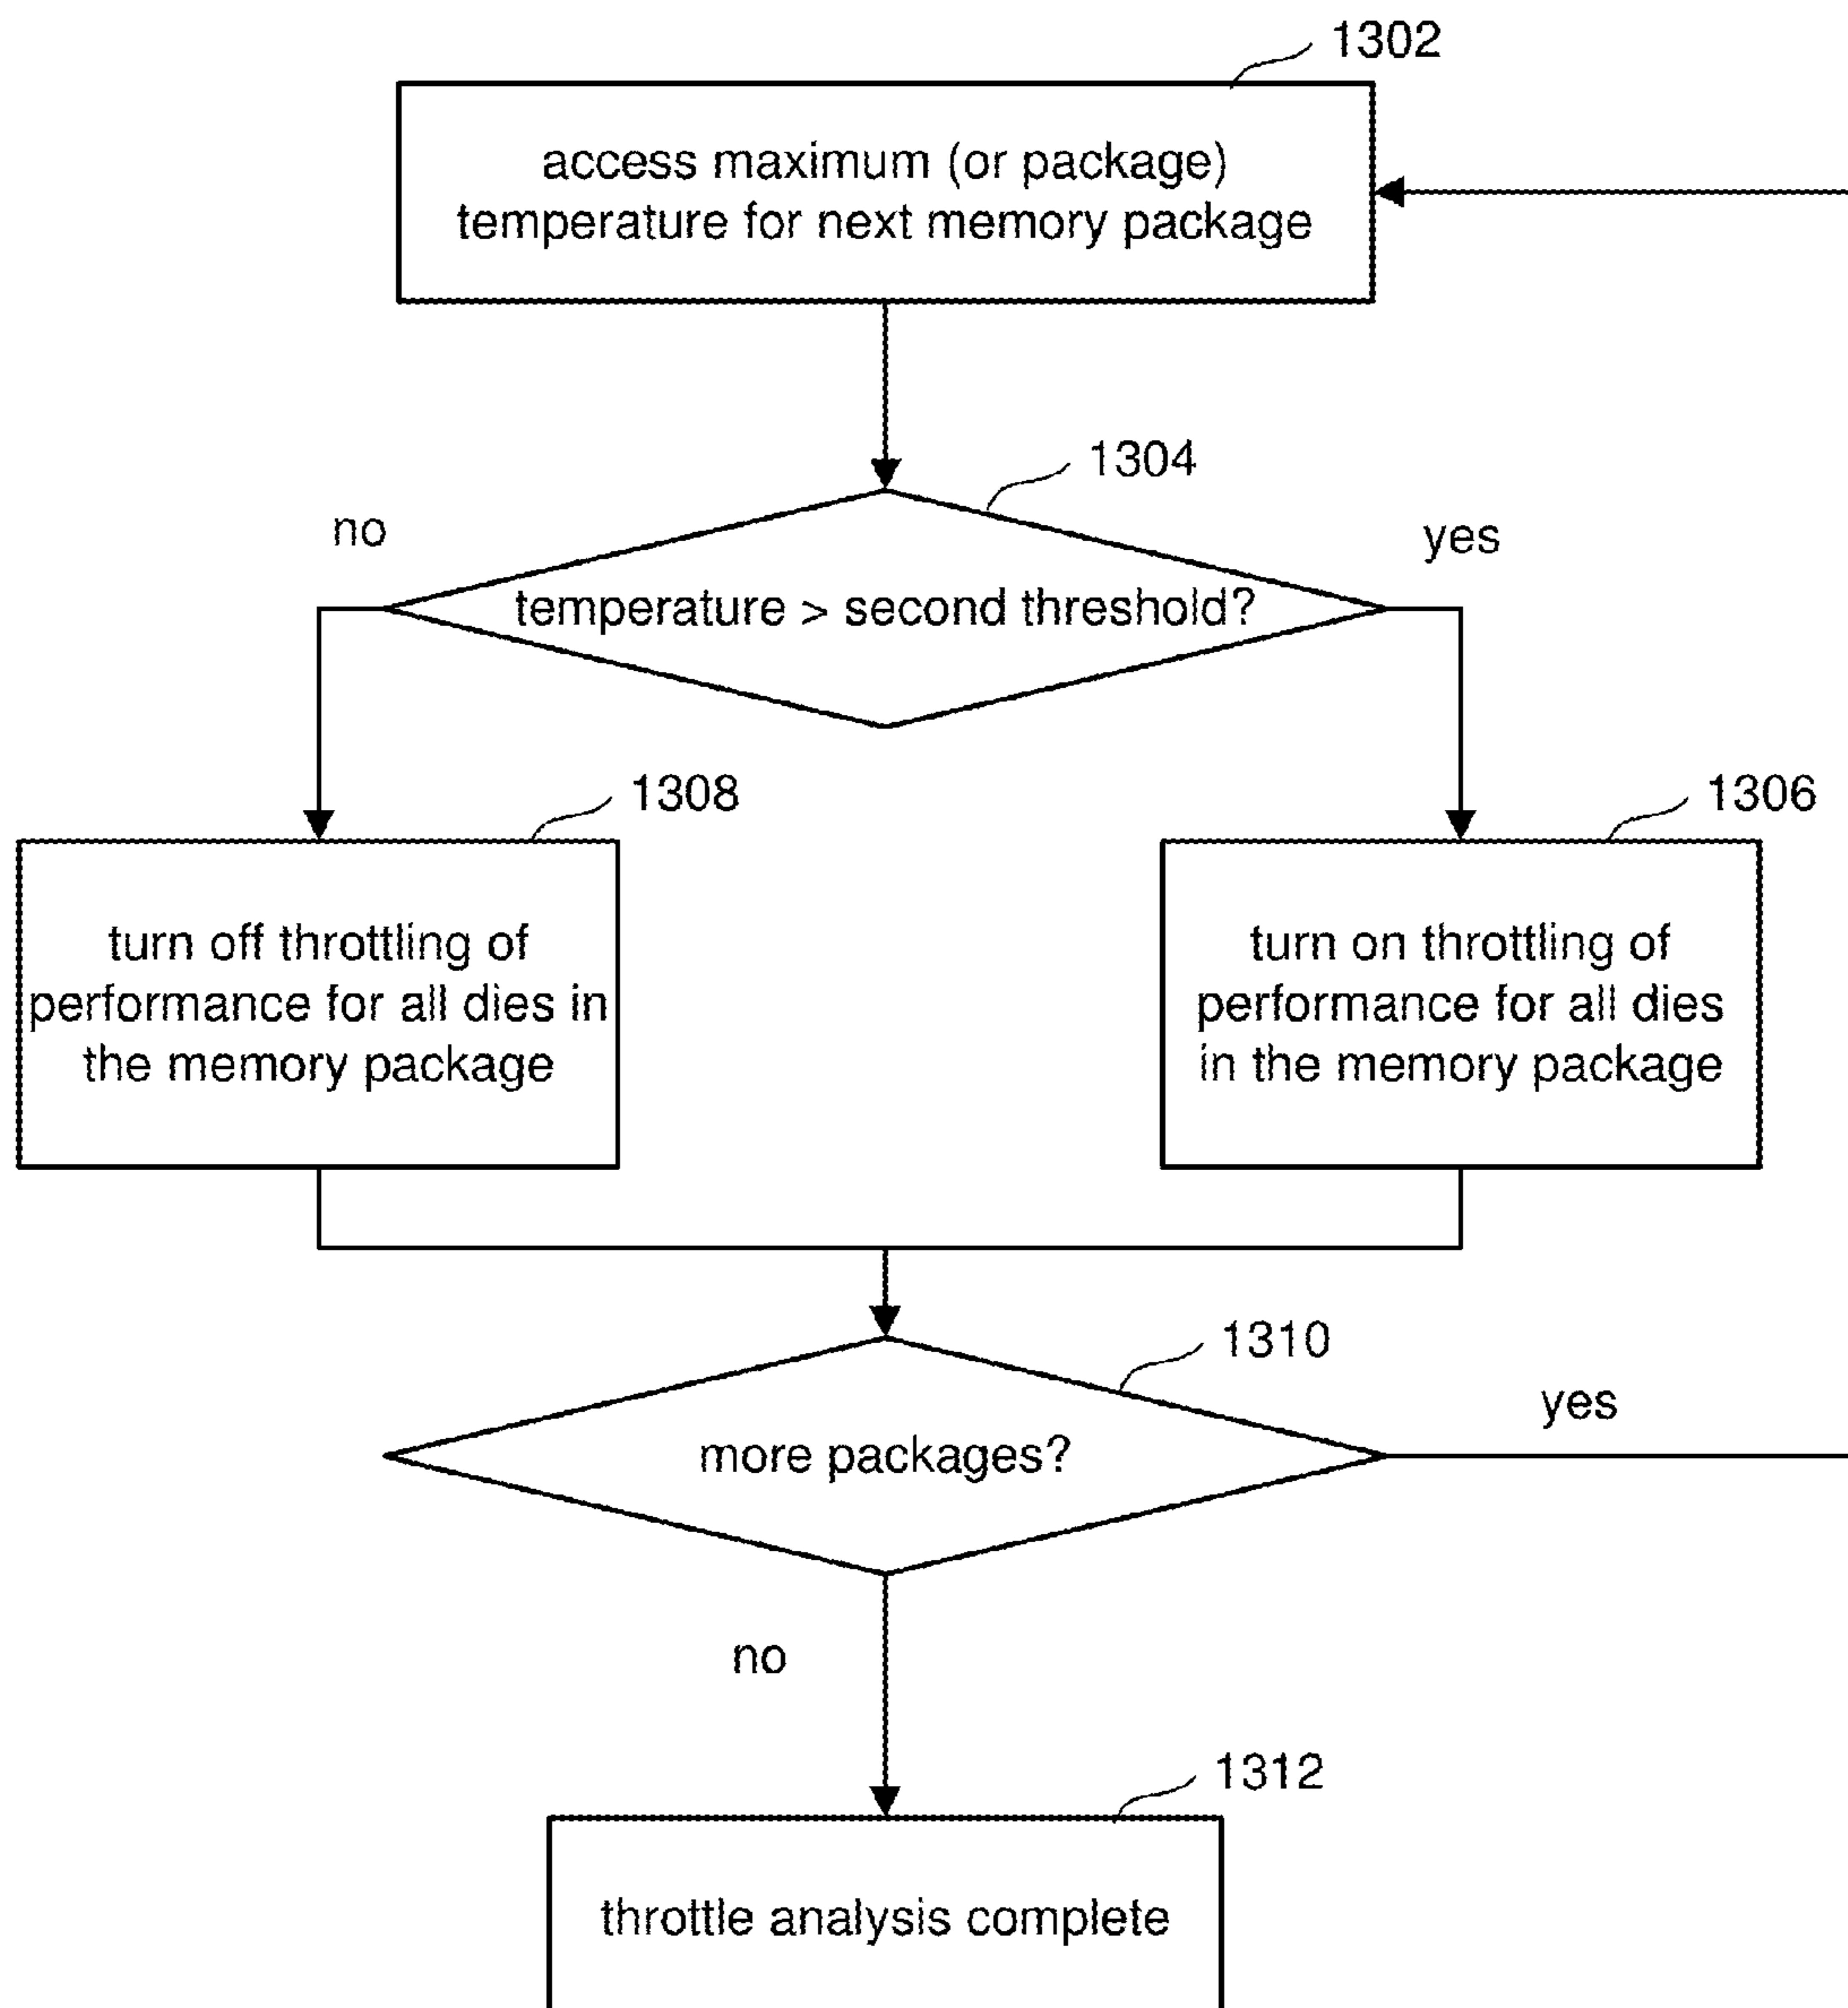 1302
access maximum (or package)
temperature for next memory package
1304
no
yes
temperature > second threshold?
1308
1306
turn off throttling of
performance for all dies in
the memory package
turn on throttling of
performance for all dies
in the memory package
1310
yes
more packages?
no
1312
throttle analysis complete